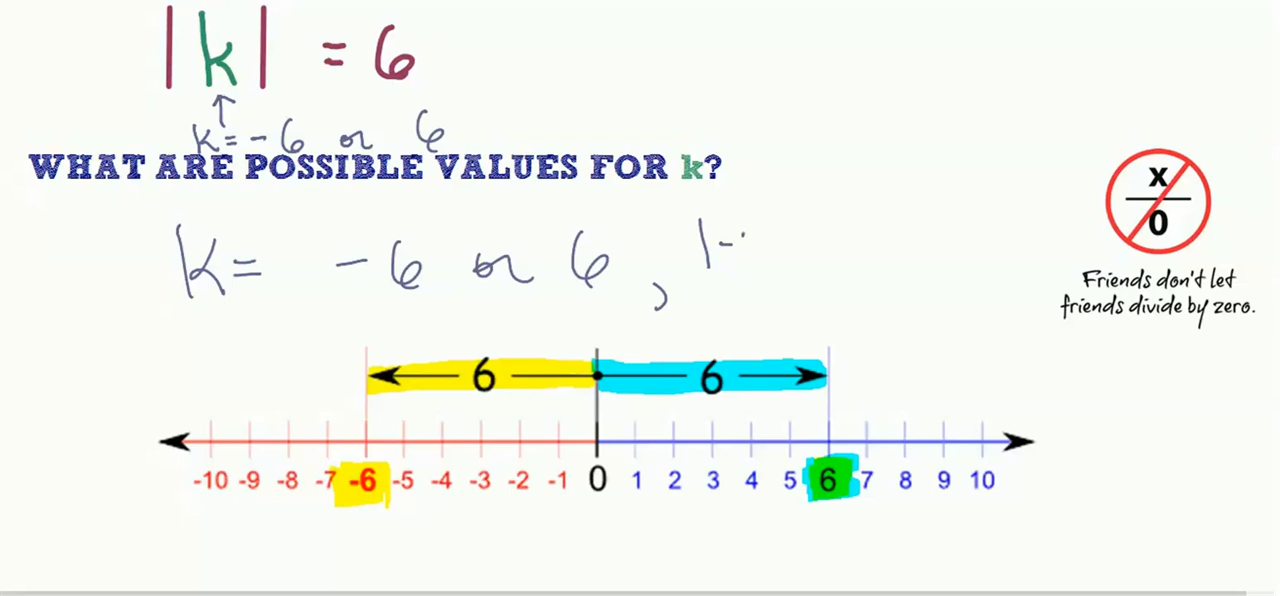 |k| = 6
k = - 6 or 6
WHAT ARE POSSIBLE VALUES FOR k?
k = - 6 or 6 ,
x
0
Friends don't let
friends divide by zero.
6 6
-10 -9 -8 -7 -6 -5 -4 -3 -2 -1 0 1 2 3 4 5 6 7 8 9 10